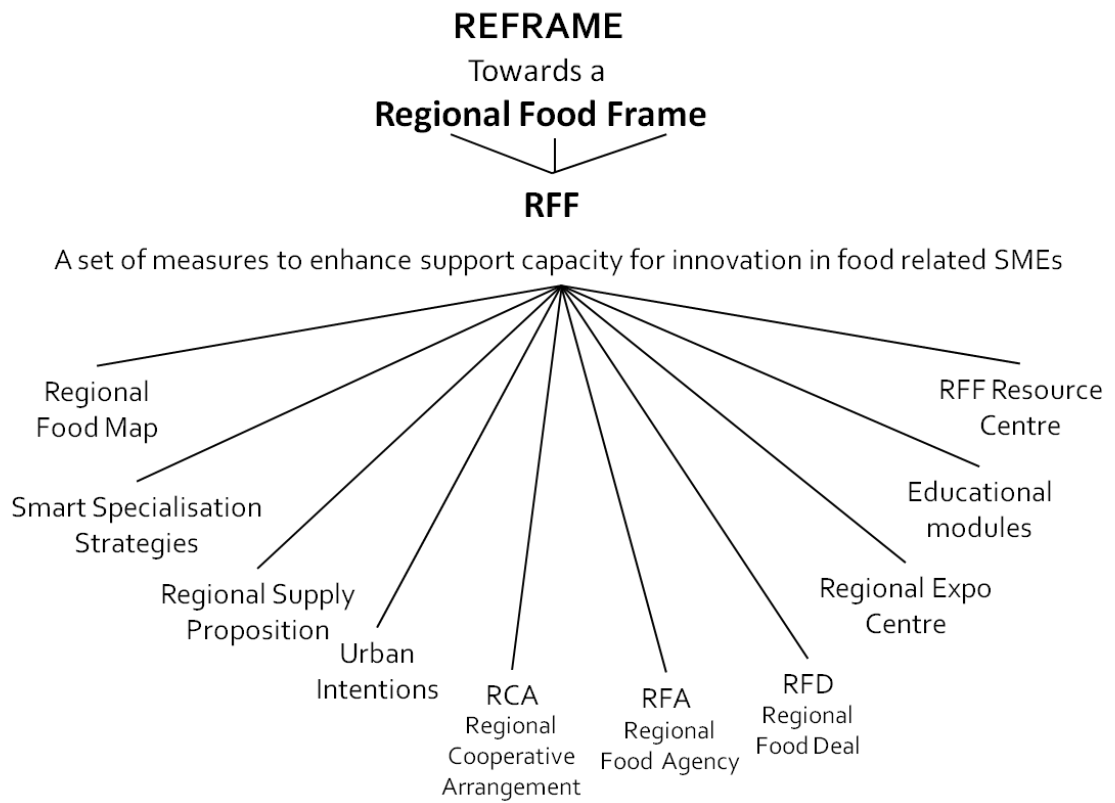 REFRAME
Towards a
Regional Food Frame
RFF
A set of measures to enhance support capacity for innovation in food related SMEs
Regional
Food Map
Smart Specialisation
Strategies
Regional Supply
Proposition
Urban
Intentions
RCA
Regional
Cooperative
Arrangement
RFA
Regional
Food Agency
RFD
Regional
Food Deal
Regional Expo
Centre
Educational
modules
RFF Resource
Centre